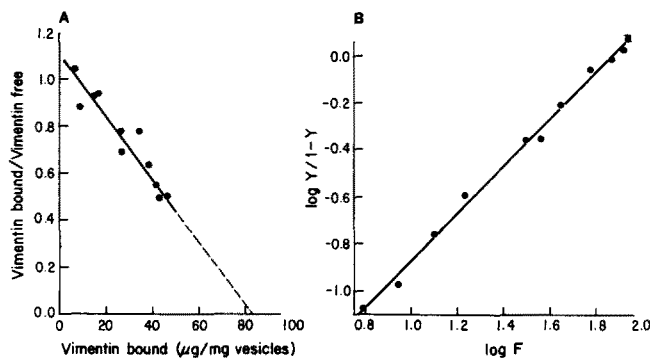 A
1.2
1.0
0.8
0.6
0.4
0.2
0.0
Vimentin bound/Vimentin free
0 20 40 60 80 100
Vimentin bound (μg/mg vesicles)
B
0.0
-0.2
-0.4
-0.6
-0.8
-1.0
log Y/1-Y
0.8 1.0 1.2 1.4 1.6 1.8 2.0
log F